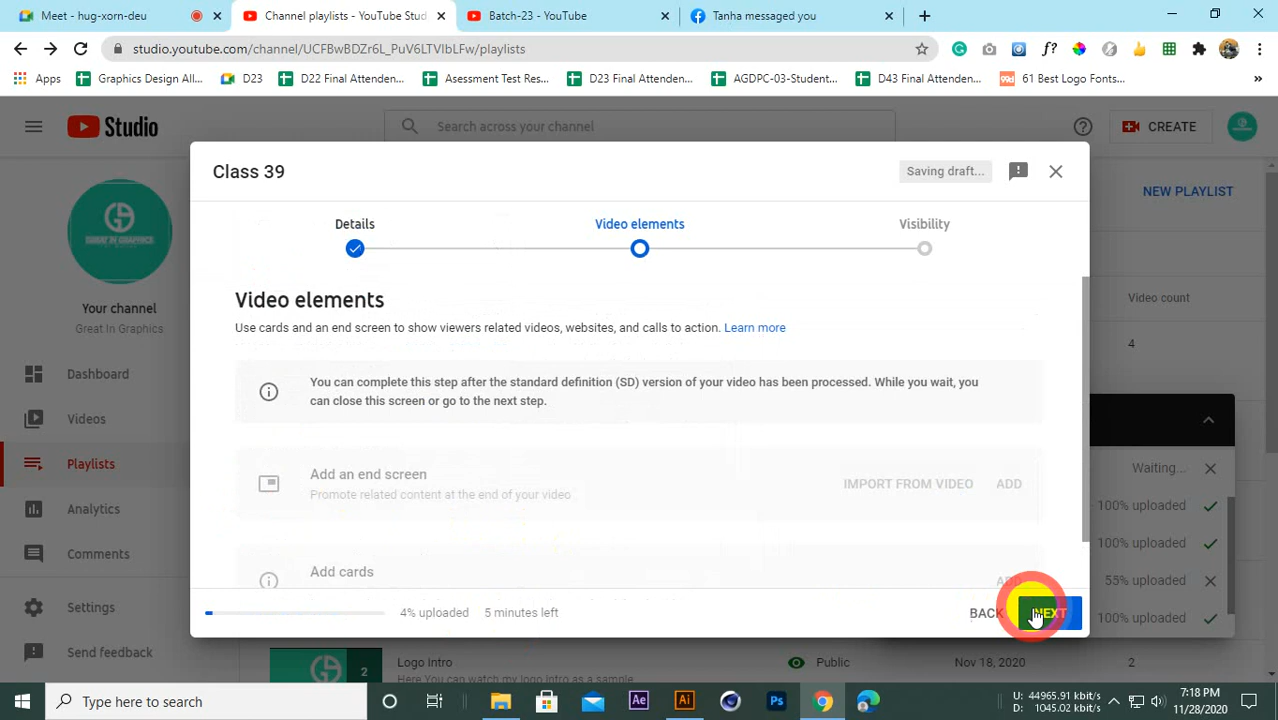 Meet - hug-xorn-deu
Channel playlists - YouTube Stud
Batch-23 - YouTube
Tanha messaged you
studio.youtube.com/channel/UCFBwBDZr6L_PuV6LTVIbLFw/playlists
Apps
Graphics Design All...
D23
D22 Final Attenden...
Asessment Test Res...
D23 Final Attenden...
AGDPC-03-Student...
D43 Final Attenden...
61 Best Logo Fonts...
Studio
Search across your channel
CREATE
Class 39
Saving draft...
NEW PLAYLIST
Details
Video elements
Visibility
Your channel
Great In Graphics
Video elements
Use cards and an end screen to show viewers related videos, websites, and calls to action. Learn more
Video count
4
You can complete this step after the standard definition (SD) version of your video has been processed. While you wait, you
can close this screen or go to the next step.
Dashboard
Videos
Playlists
Analytics
Comments
Settings
Send feedback
Add an end screen
Promote related content at the end of your video
IMPORT FROM VIDEO
ADD
Add cards
ADD
Waiting...
100% uploaded
100% uploaded
55% uploaded
100% uploaded
4% uploaded
5 minutes left
BACK
NEXT
2
Logo Intro
Here You can watch my logo intro as a sample
Public
Nov 18, 2020
2
Type here to search
Ae
Ai
Ps
U: 44965.91 kbit/s
D: 1045.02 kbit/s
7:18 PM
11/28/2020